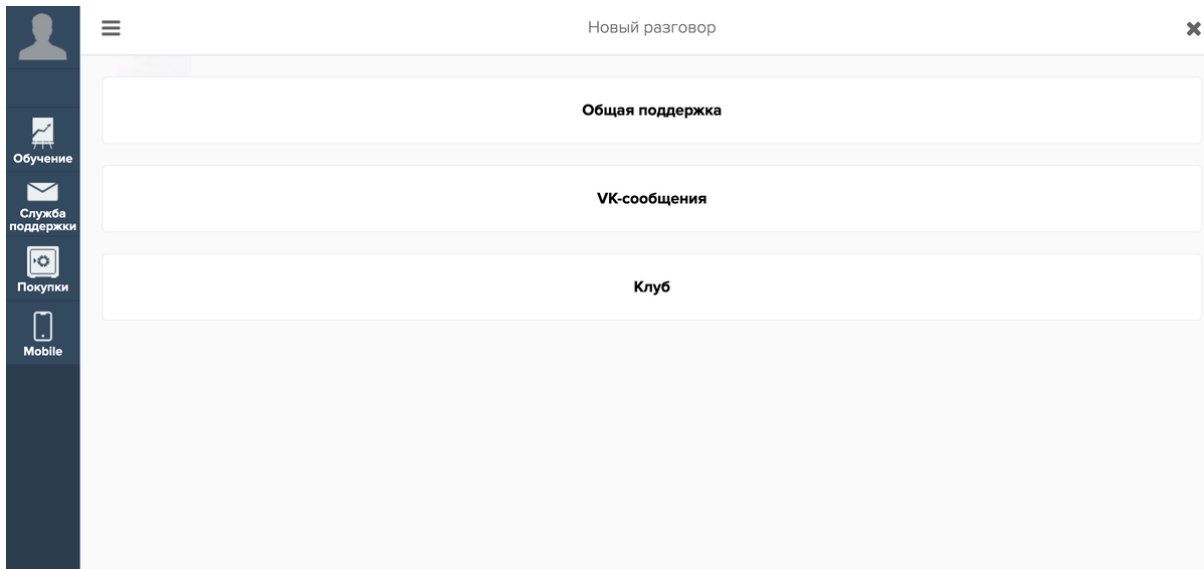 Новый разговор
Обучение
Служба
поддержки
Покупки
Mobile
Общая поддержка
VK-сообщения
Клуб